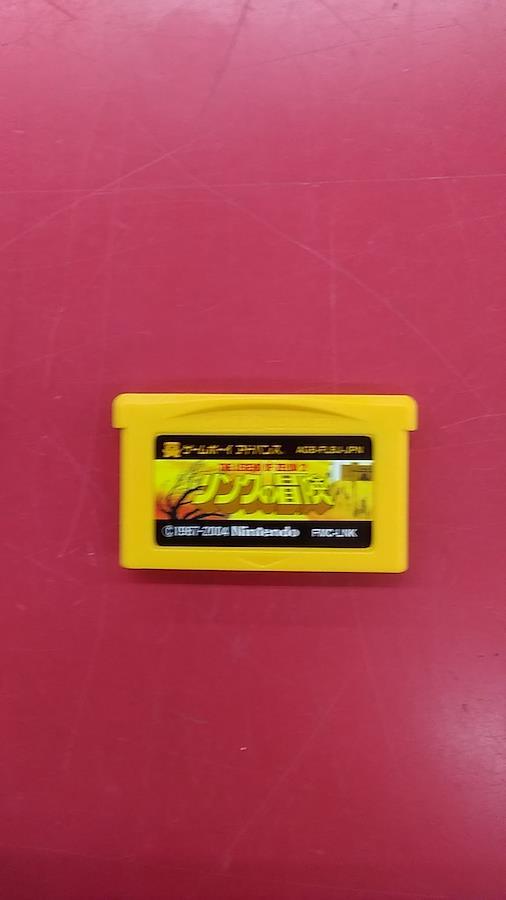 ゲームボーイ アドバンス AGB-FLBJ-JPN
THE LEGEND OF ZELDA 2
リンクの冒険
©1987-2004 Nintendo FMC-LNK